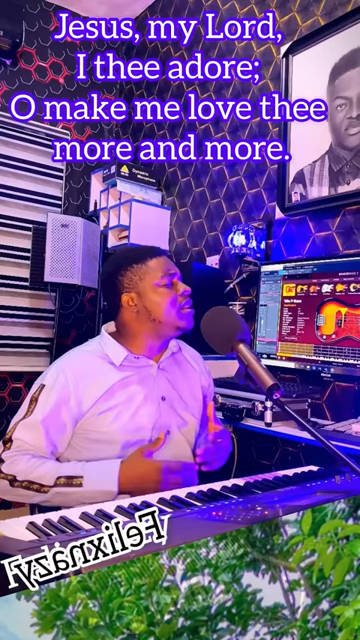 Jesus, my Lord,
I thee adore;
O make me love thee
more and more.
Felixnazy